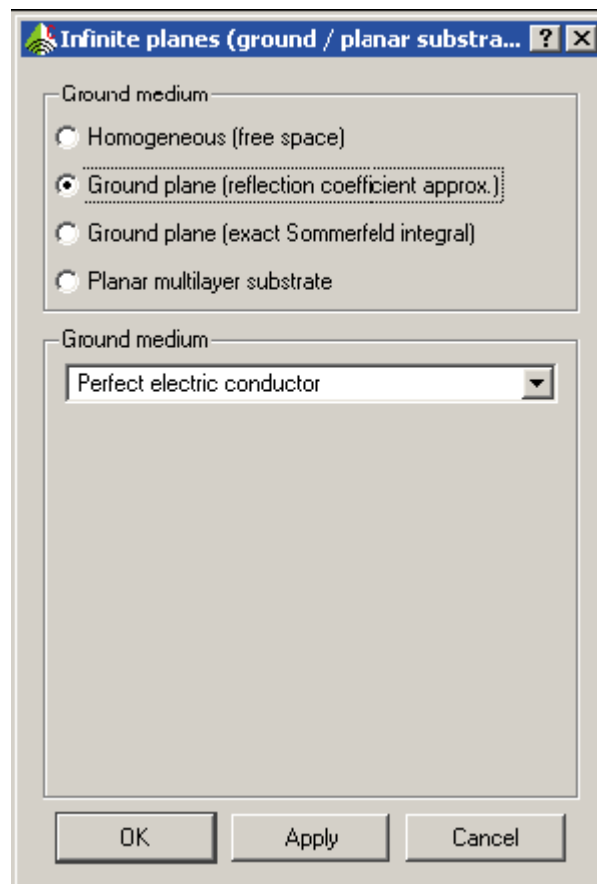 Infinite planes (ground / planar substra...
Ground medium
Homogeneous (free space)
Ground plane (reflection coefficient approx.)
Ground plane (exact Sommerfeld integral)
Planar multilayer substrate
Ground medium
Perfect electric conductor
OK Apply Cancel